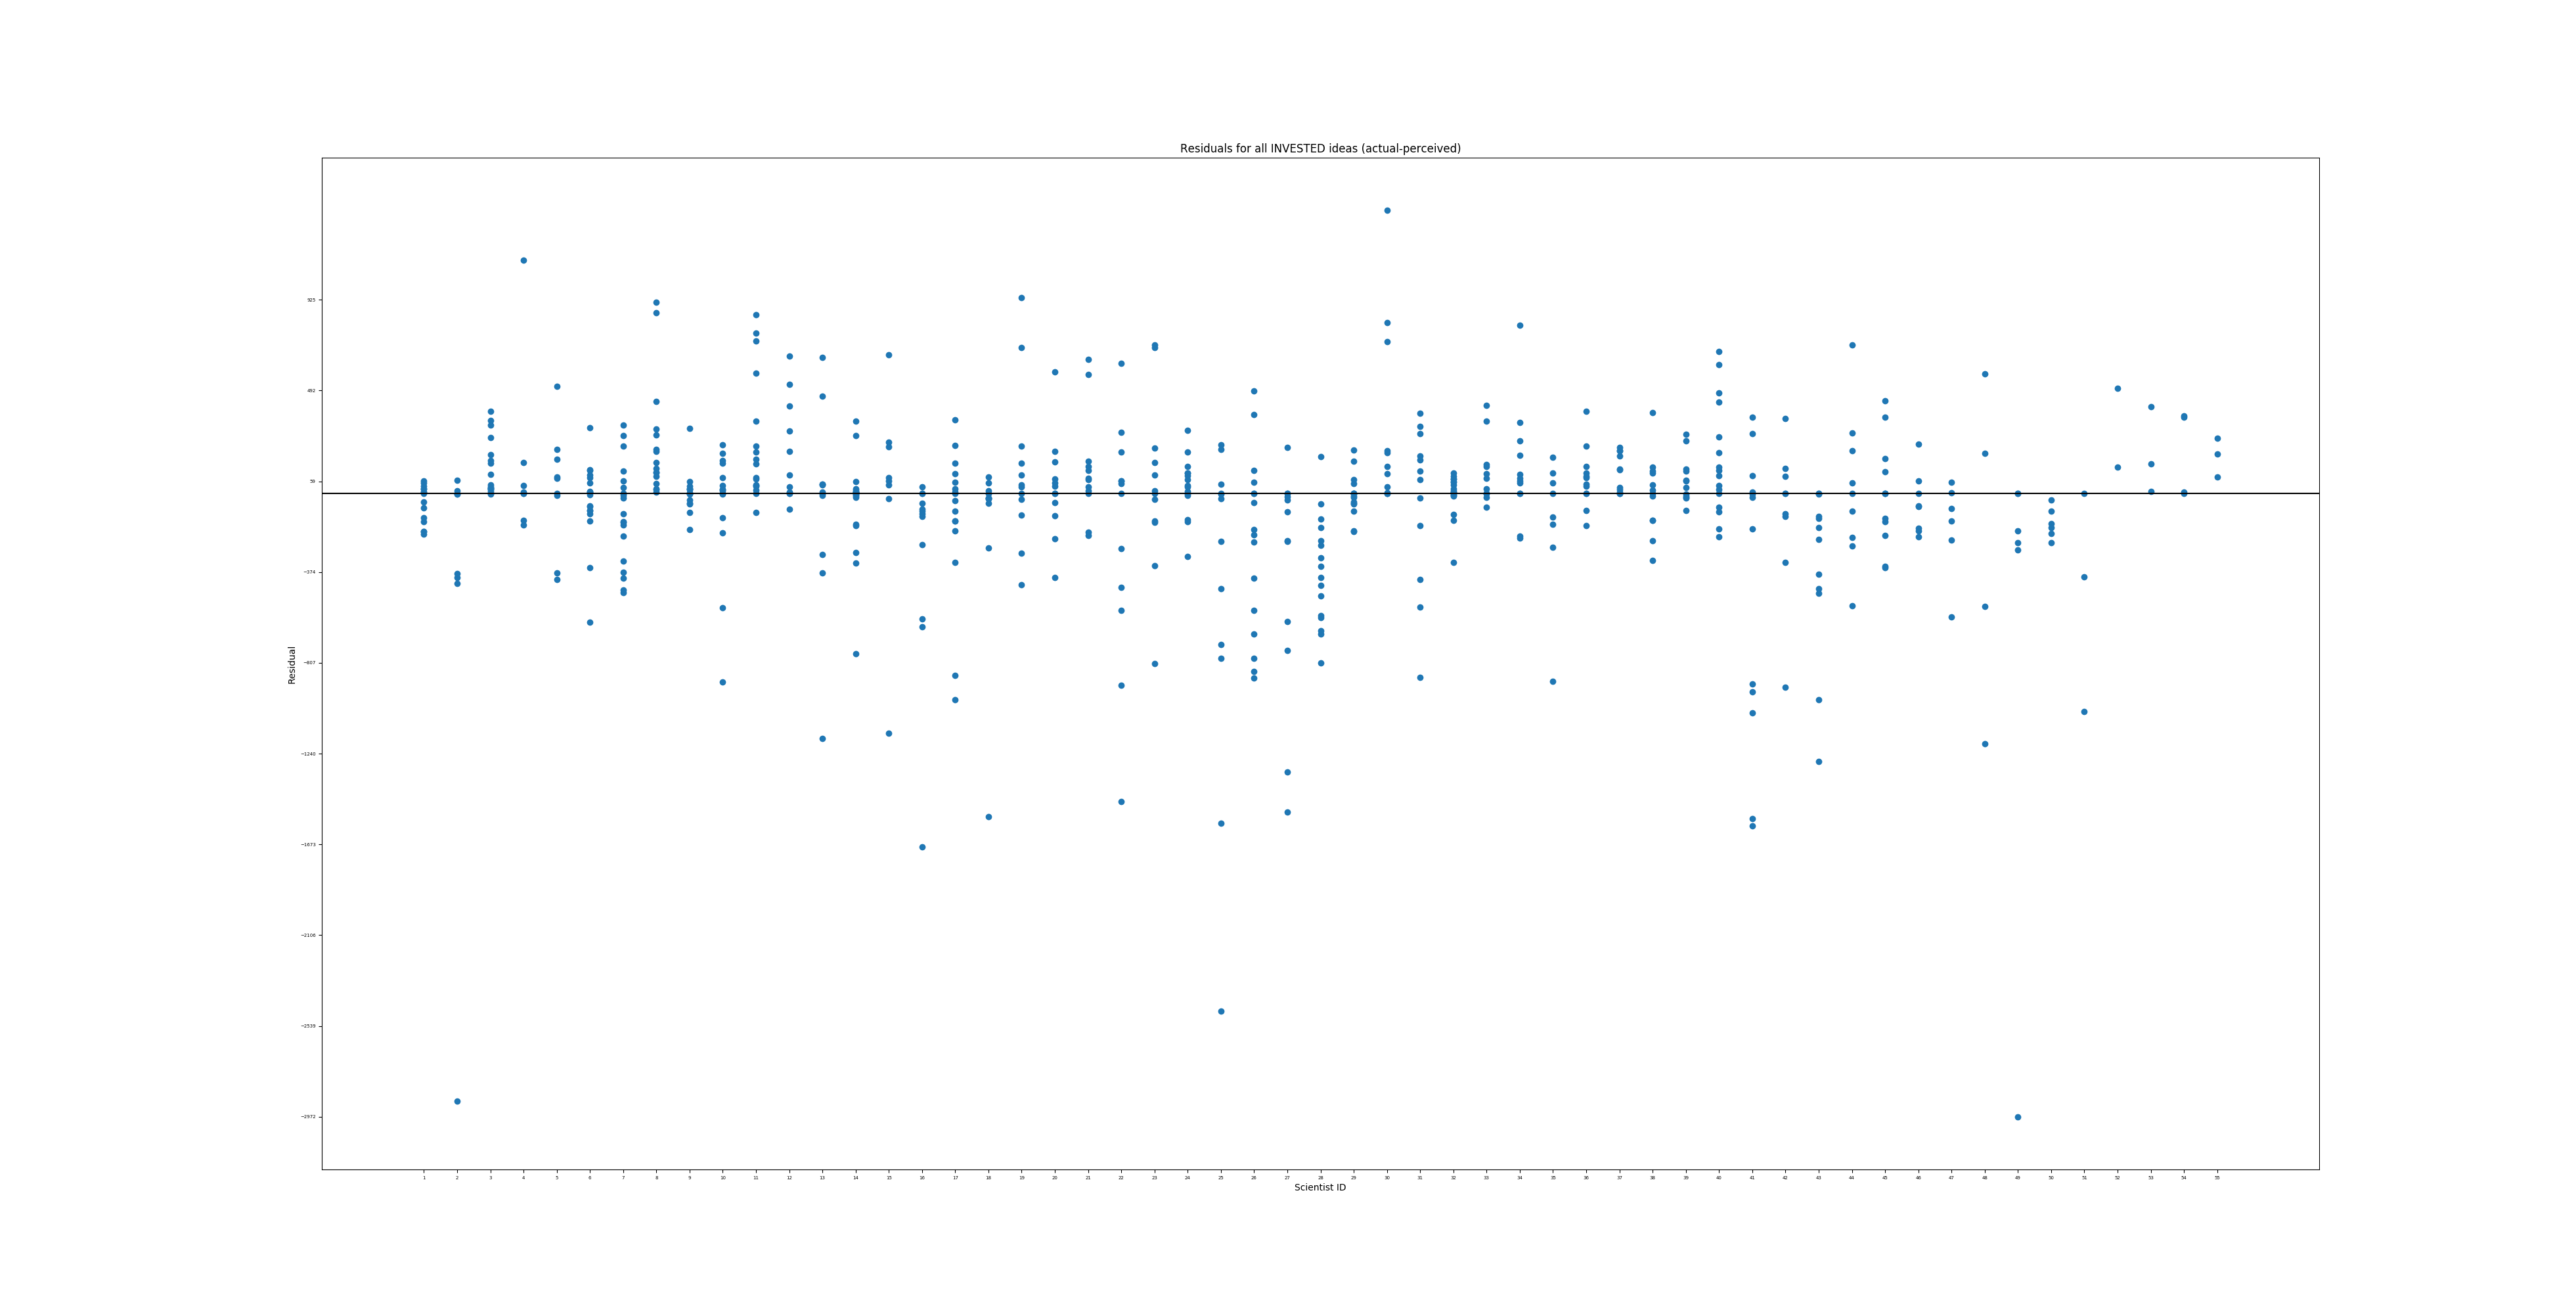 Residuals for all INVESTED ideas (actual-perceived)
925
492
59
−374
−807
−1240
−1673
−2106
−2539
−2972
Residual
1 2 3 4 5 6 7 8 9 10 11 12 13 14 15 16 17 18 19 20 21 22 23 24 25 26 27 28 29 30 31 32 33 34 35 36 37 38 39 40 41 42 43 44 45 46 47 48 49 50 51 52 53 54 55
Scientist ID